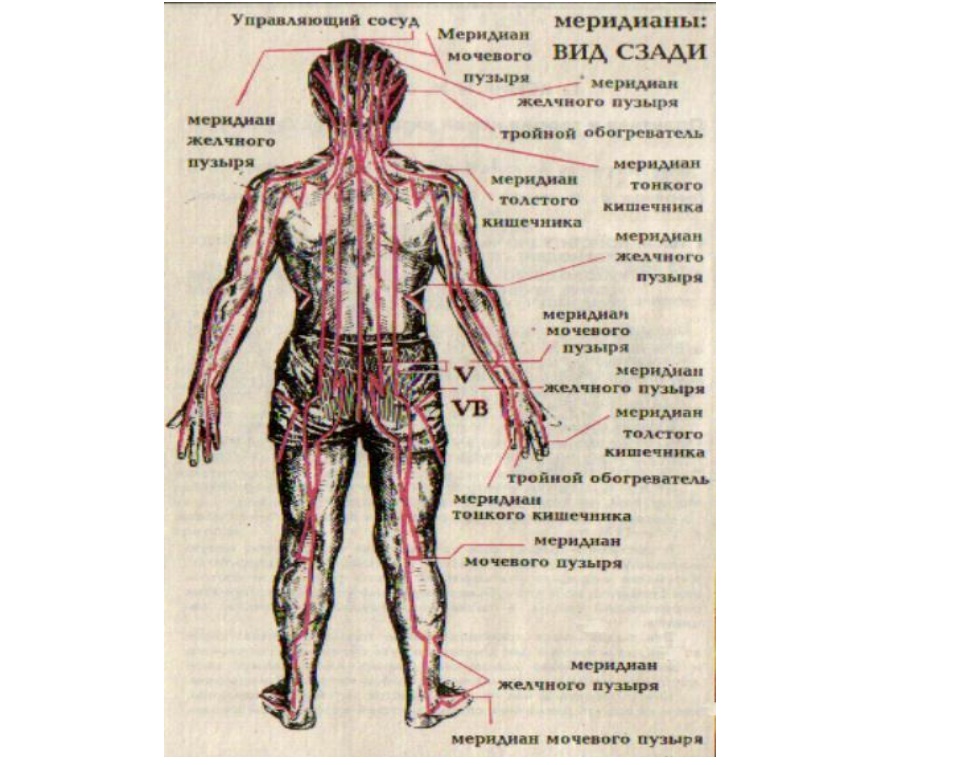 Управляющий сосуд
меридианы:
ВИД СЗАДИ
Меридиан
мочевого
пузыря
меридиан
желчного пузыря
меридиан
желчного
пузыря
тройной обогреватель
меридиан
тонкого
кишечника
меридиан
толстого
кишечника
меридиан
желчного
пузыря
меридиан
мочевого
пузыря
V
меридиан
желчного пузыря
VB
меридиан
толстого
кишечника
тройной обогреватель
меридиан
тонкого кишечника
меридиан
мочевого пузыря
меридиан
желчного пузыря
меридиан мочевого пузыря